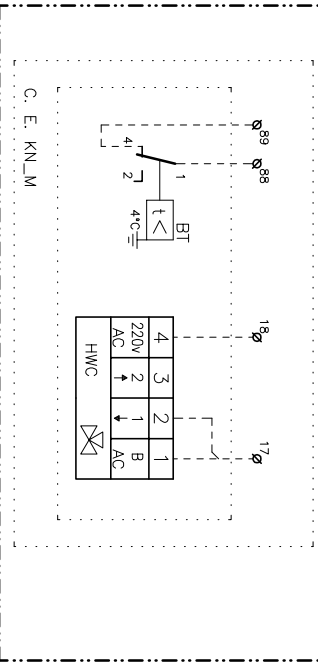 C. E. KN_M
89
88
4
2
1
t <
BT
4°C
18
17
4 3 2 1
220v 2 1 B
AC AC
HWC